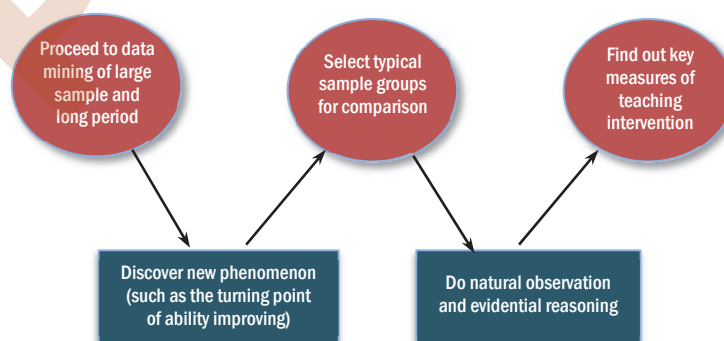 Proceed to data
mining of large
sample and
long period
Discover new phenomenon
(such as the turning point
of ability improving)
Select typical
sample groups
for comparison
Do natural observation
and evidential reasoning
Find out key
measures of
teaching
intervention